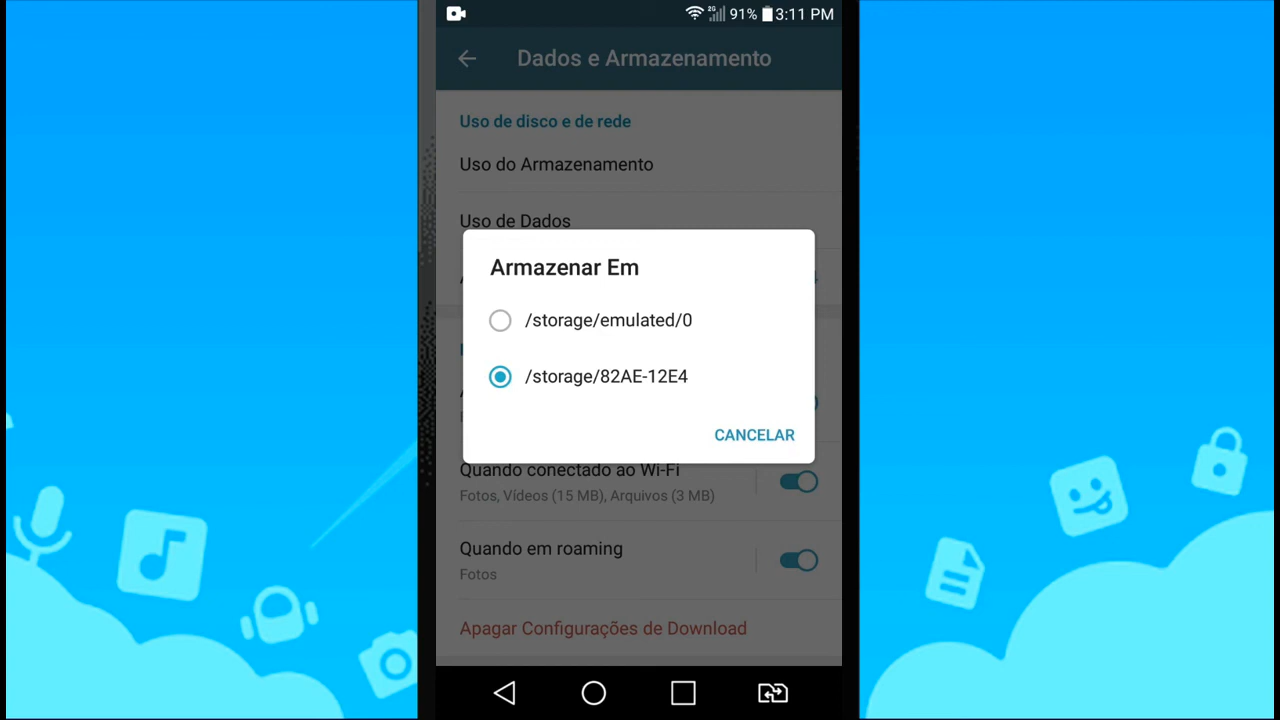 2G 91% 3:11 PM
Dados e Armazenamento
Uso de disco e de rede
Uso do Armazenamento
Uso de Dados
Armazenar Em
/storage/emulated/0
/storage/82AE-12E4
CANCELAR
Quando conectado ao Wi-Fi
Fotos, Vídeos (15 MB), Arquivos (3 MB)
Quando em roaming
Fotos
Apagar Configurações de Download